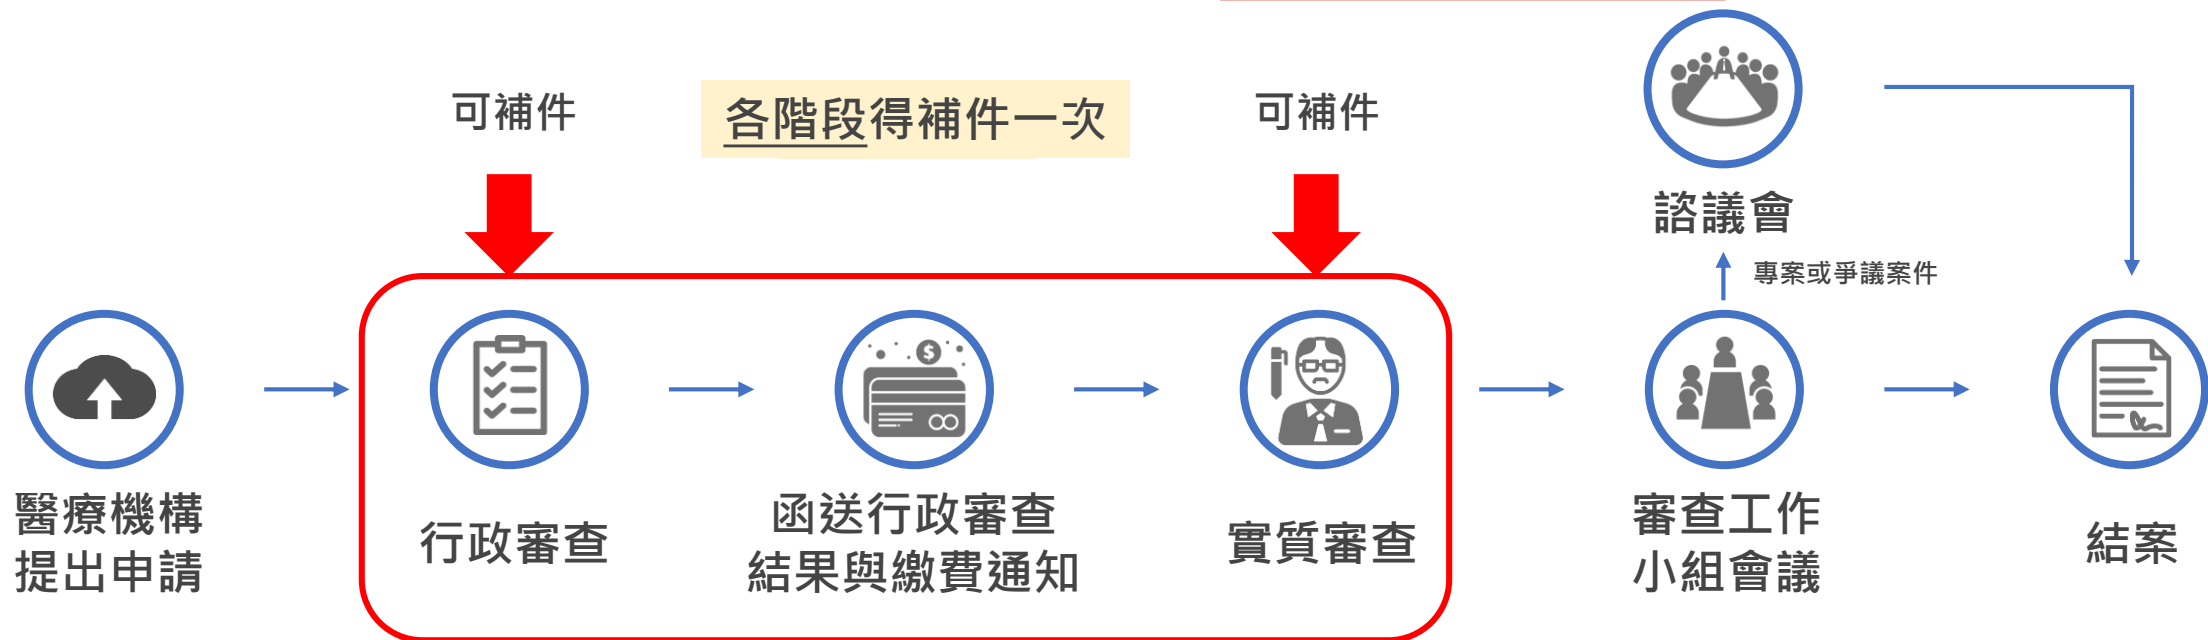 可補件
各階段得補件一次
可補件
諮議會
專案或爭議案件
醫療機構
提出申請
行政審查
函送行政審查
結果與繳費通知
實質審查
審查工作
小組會議
結案